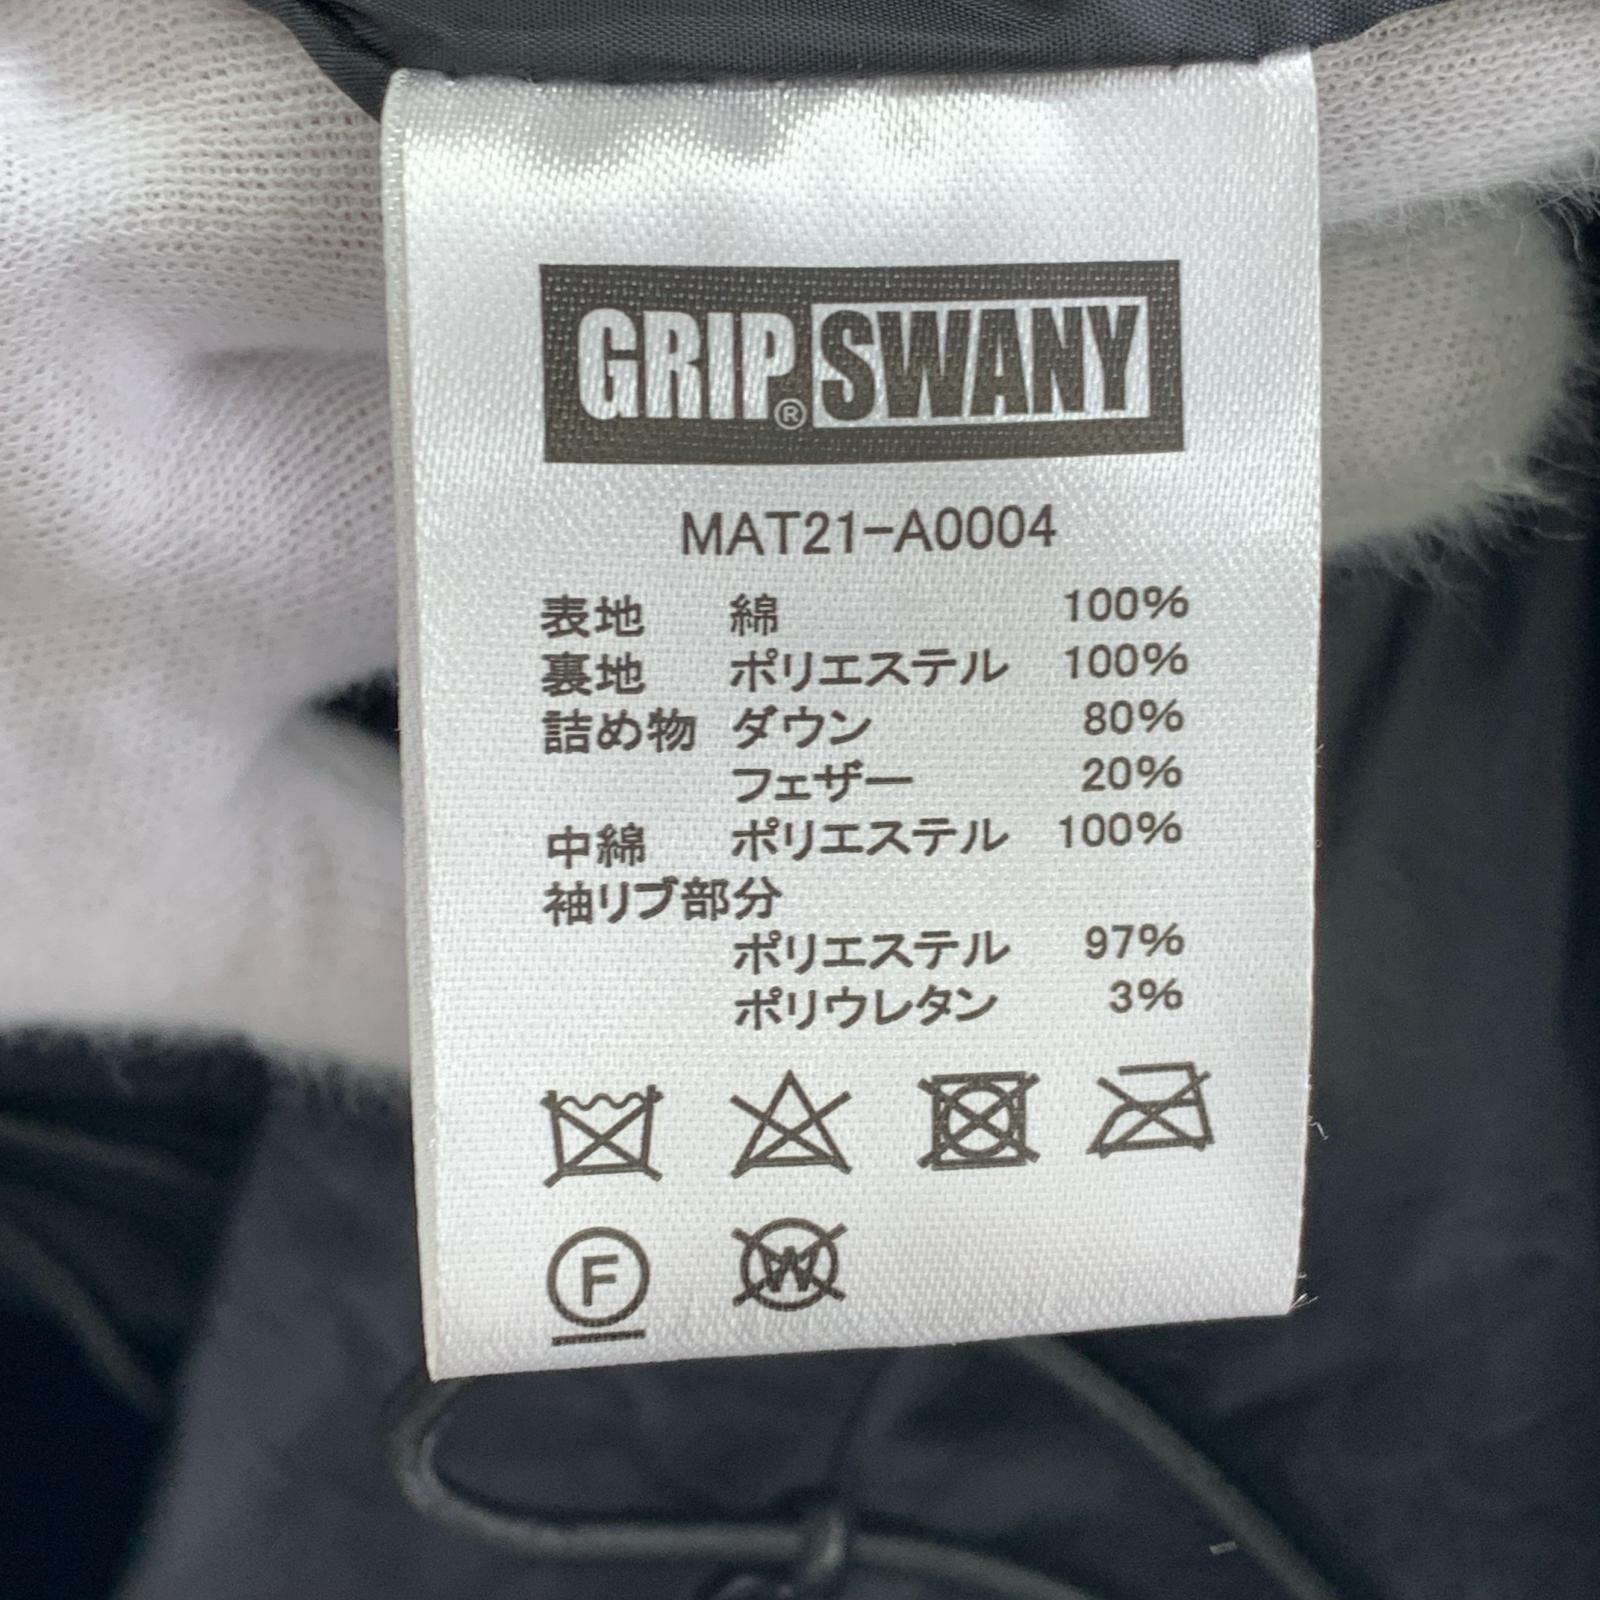 GRIP® SWANY
MAT21-A0004
表地 綿 100%
裏地 ポリエステル 100%
詰め物 ダウン 80%
フェザー 20%
中綿 ポリエステル 100%
袖リブ部分
ポリエステル 97%
ポリウレタン 3%
F W